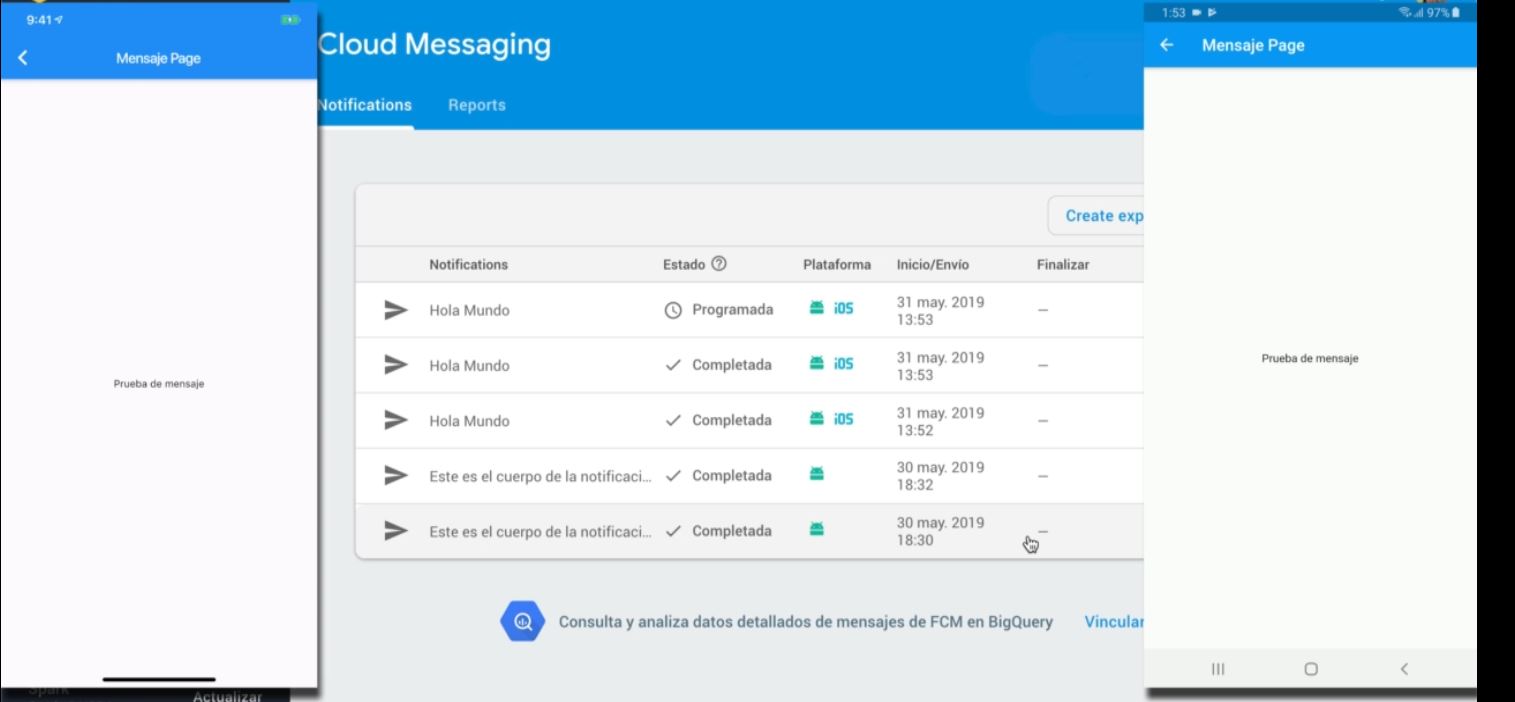 9:41
Mensaje Page
Prueba de mensaje
Spark
Actualizar
Cloud Messaging
Notifications Reports
Create exp
Notifications Estado Plataforma Inicio/Envío Finalizar
Hola Mundo Programada iOS 31 may. 2019
13:53 –
Hola Mundo Completada iOS 31 may. 2019
13:53 –
Hola Mundo Completada iOS 31 may. 2019
13:52 –
Este es el cuerpo de la notificaci... Completada 30 may. 2019
18:32 –
Este es el cuerpo de la notificaci... Completada 30 may. 2019
18:30 –
Consulta y analiza datos detallados de mensajes de FCM en BigQuery Vincular
1:53 97%
Mensaje Page
Prueba de mensaje